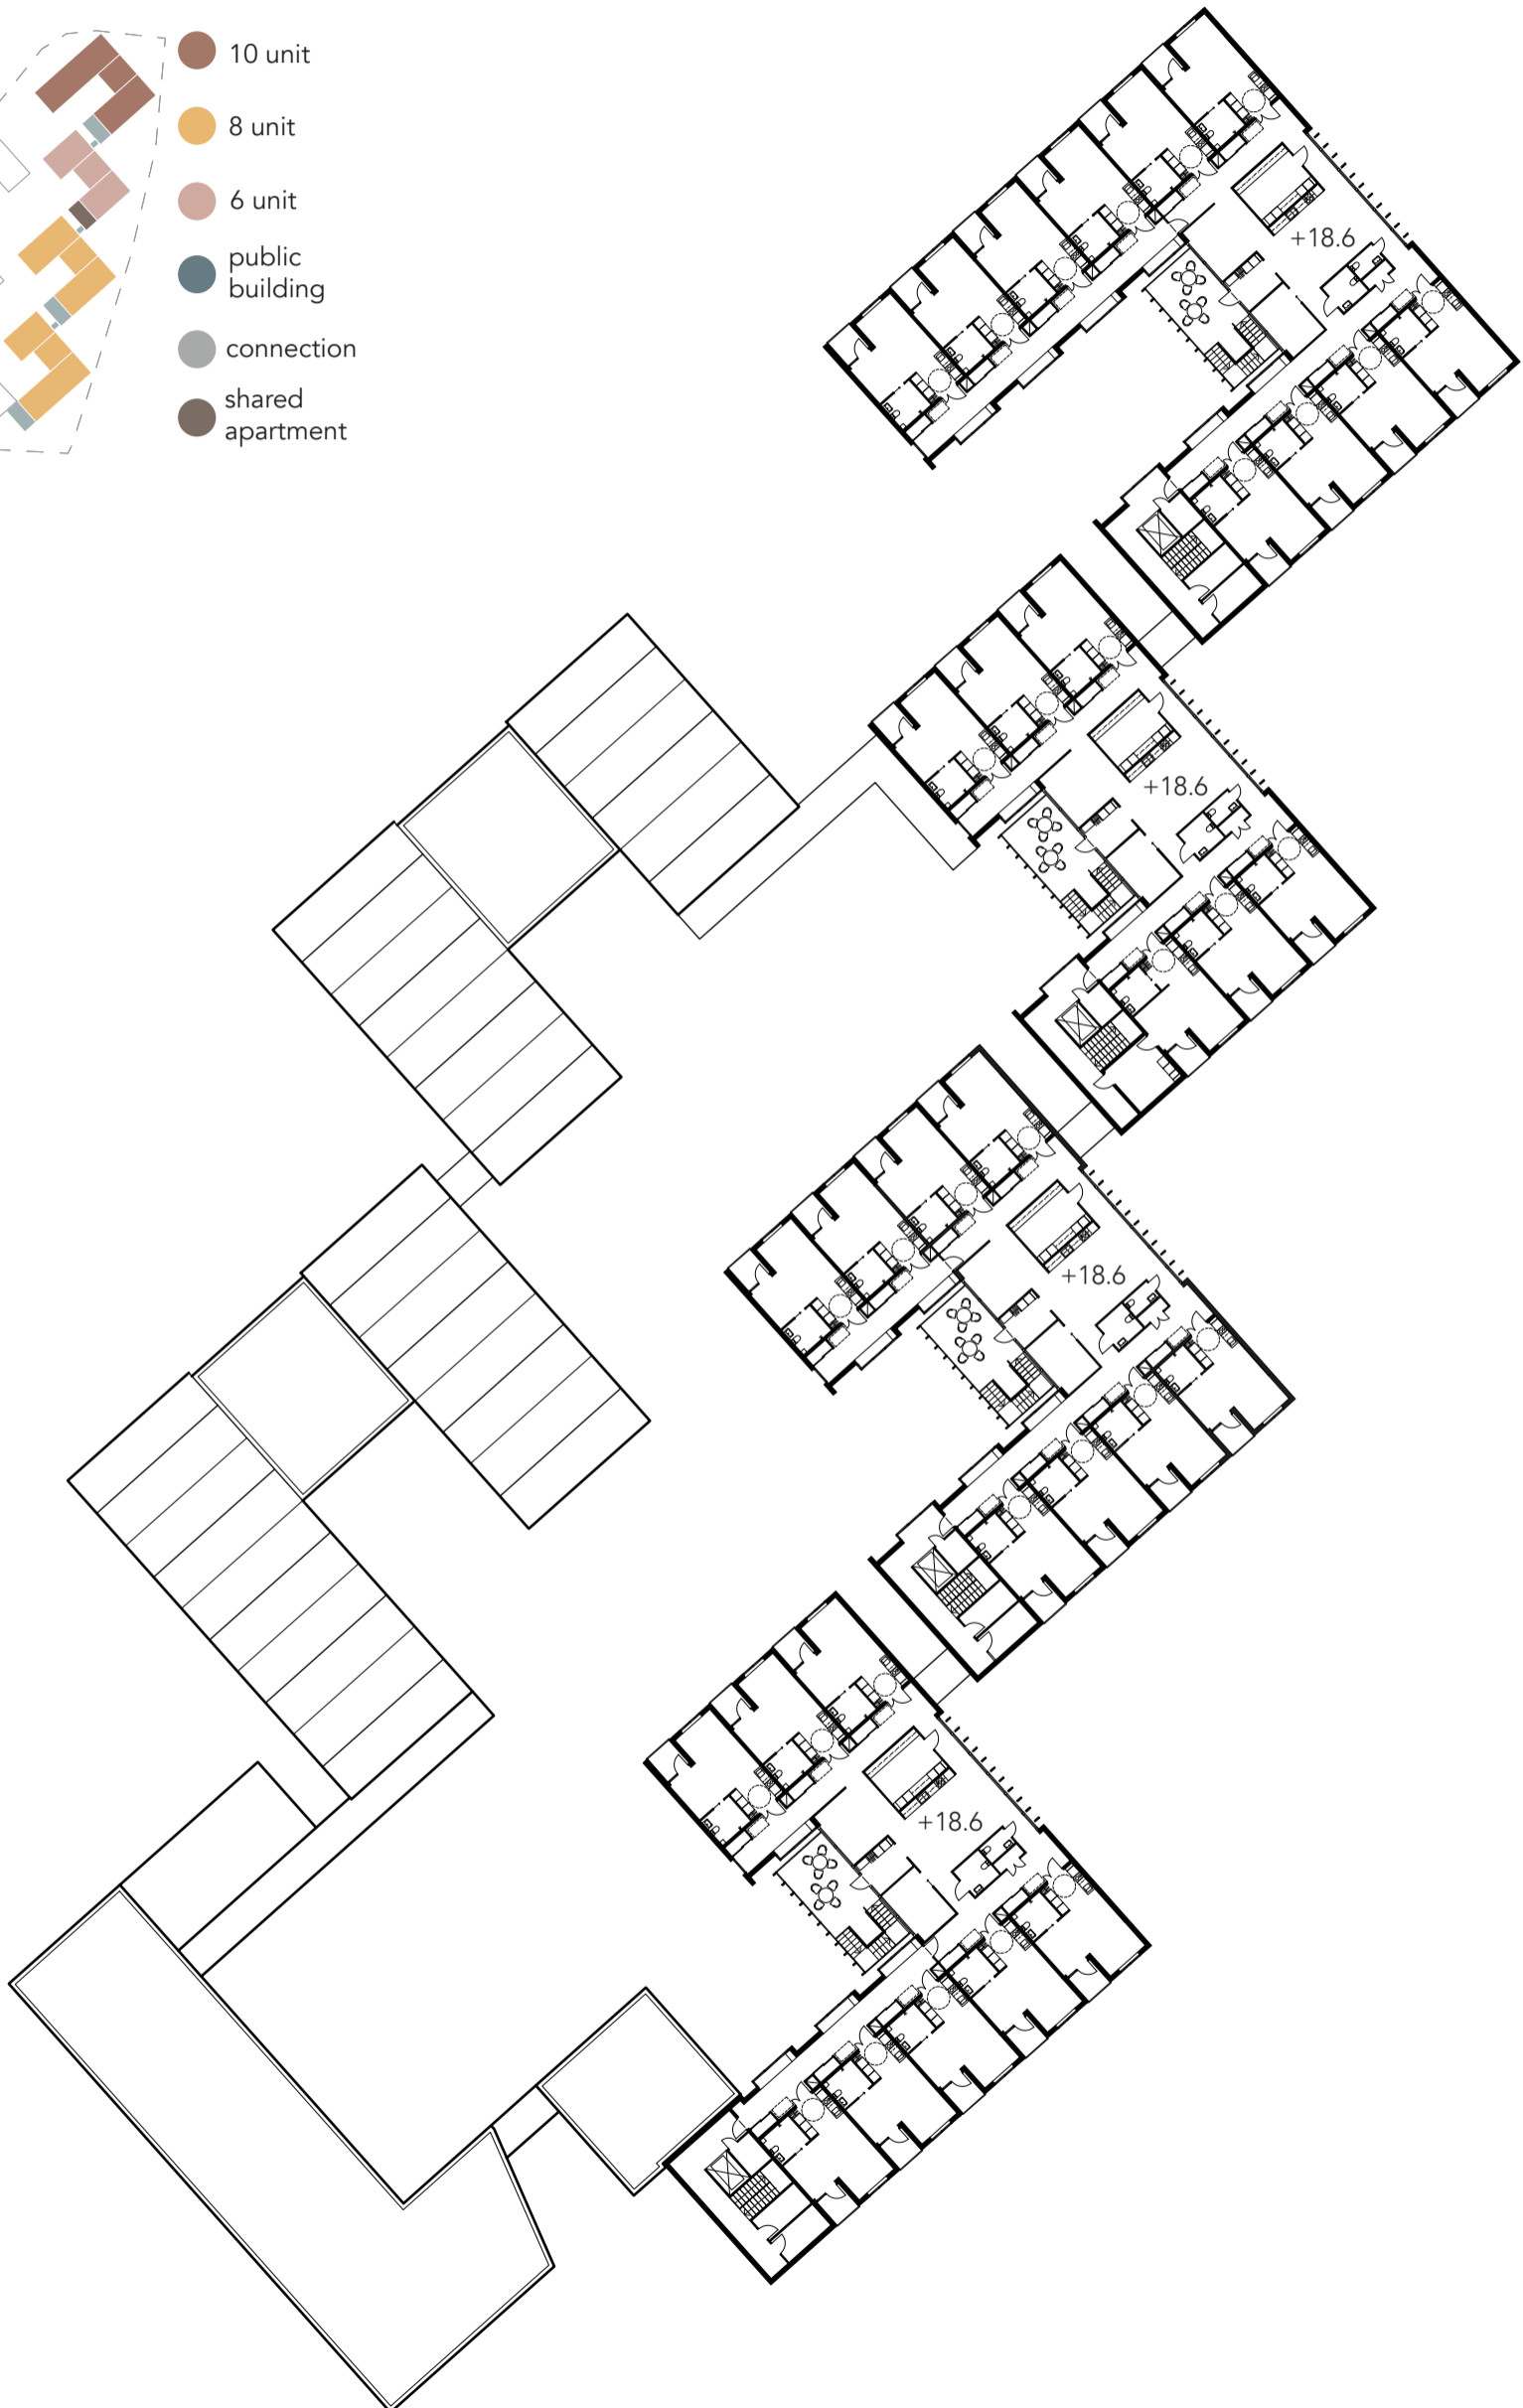 10 unit
8 unit
6 unit
public
building
connection
shared
apartment
+18.6
+18.6
+18.6
+18.6